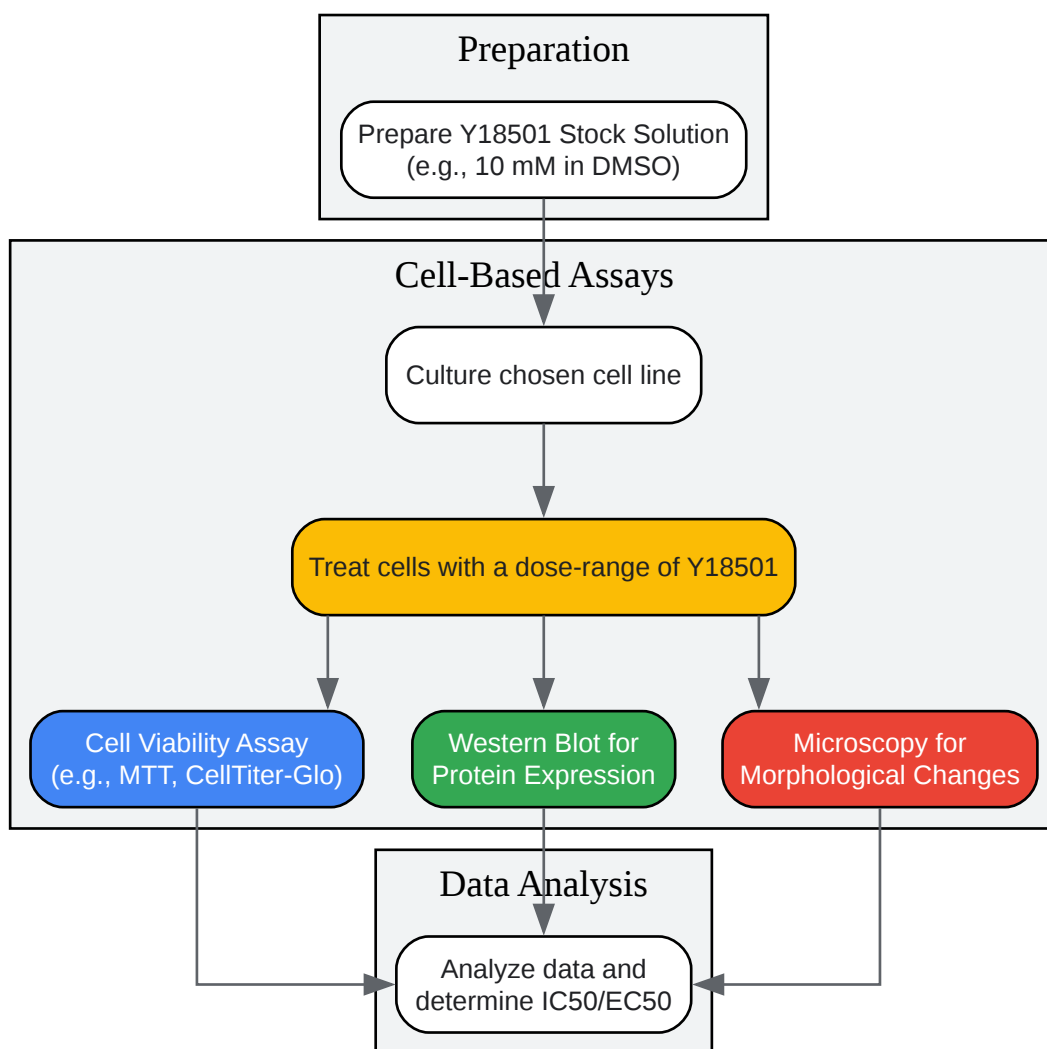 Preparation
Prepare Y18501 Stock Solution
(e.g., 10 mM in DMSO)
Cell-Based Assays
Culture chosen cell line
Treat cells with a dose-range of Y18501
Cell Viability Assay
(e.g., MTT, CellTiter-Glo)
Western Blot for
Protein Expression
Microscopy for
Morphological Changes
Data Analysis
Analyze data and
determine IC50/EC50